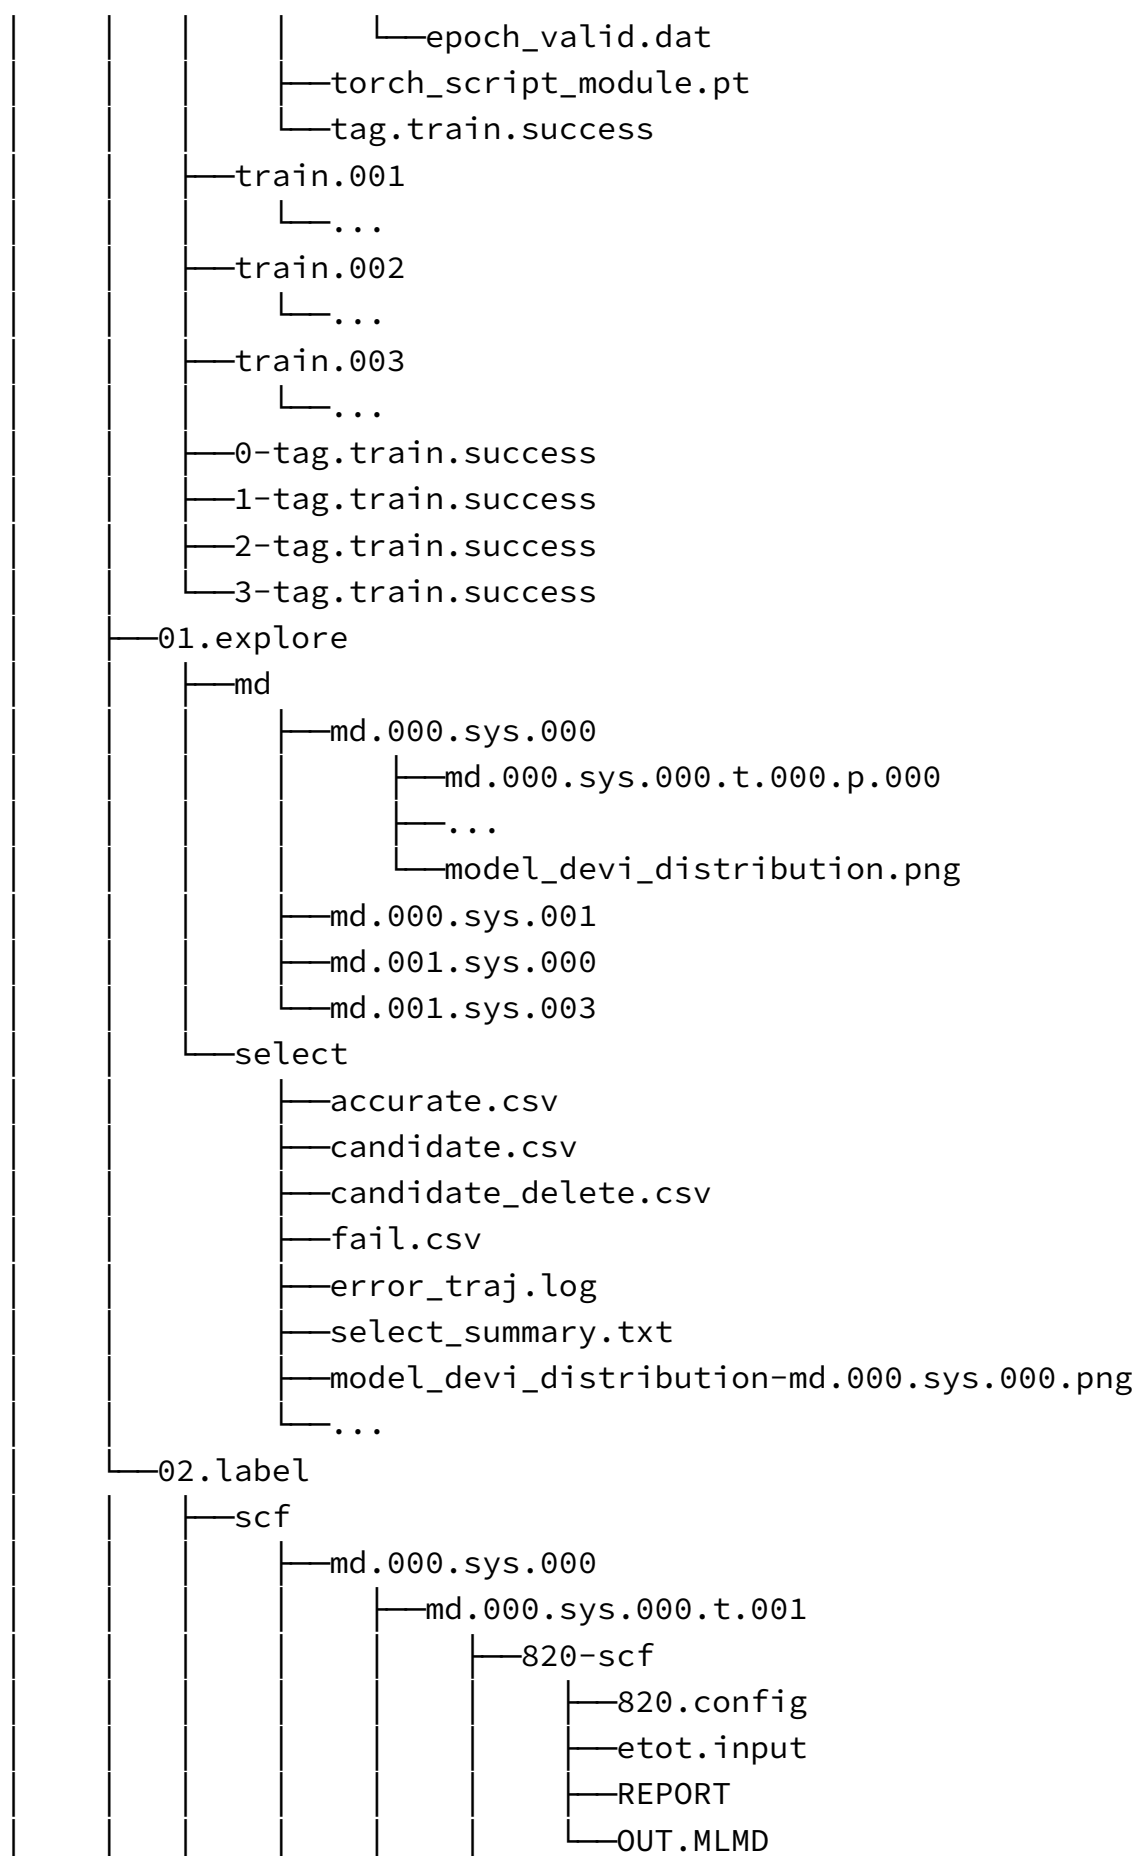 │ │ │ │ └──epoch_valid.dat
│ │ │ ├──torch_script_module.pt
│ │ │ └──tag.train.success
│ │ ├──train.001
│ │ │ └──...
│ │ ├──train.002
│ │ │ └──...
│ │ ├──train.003
│ │ │ └──...
│ │ ├──0-tag.train.success
│ │ ├──1-tag.train.success
│ │ ├──2-tag.train.success
│ │ └──3-tag.train.success
│ ├──01.explore
│ │ ├──md
│ │ │ ├──md.000.sys.000
│ │ │ │ ├──md.000.sys.000.t.000.p.000
│ │ │ │ ├──...
│ │ │ │ └──model_devi_distribution.png
│ │ │ ├──md.000.sys.001
│ │ │ ├──md.001.sys.000
│ │ │ └──md.001.sys.003
│ │ └──select
│ │ │ ├──accurate.csv
│ │ │ ├──candidate.csv
│ │ │ ├──candidate_delete.csv
│ │ │ ├──fail.csv
│ │ │ ├──error_traj.log
│ │ │ ├──select_summary.txt
│ │ │ ├──model_devi_distribution-md.000.sys.000.png
│ │ │ └──...
│ └──02.label
│ │ ├──scf
│ │ │ ├──md.000.sys.000
│ │ │ │ ├──md.000.sys.000.t.001
│ │ │ │ │ ├──820-scf
│ │ │ │ │ │ ├──820.config
│ │ │ │ │ │ ├──etot.input
│ │ │ │ │ │ ├──REPORT
│ │ │ │ │ │ └──OUT.MLMD